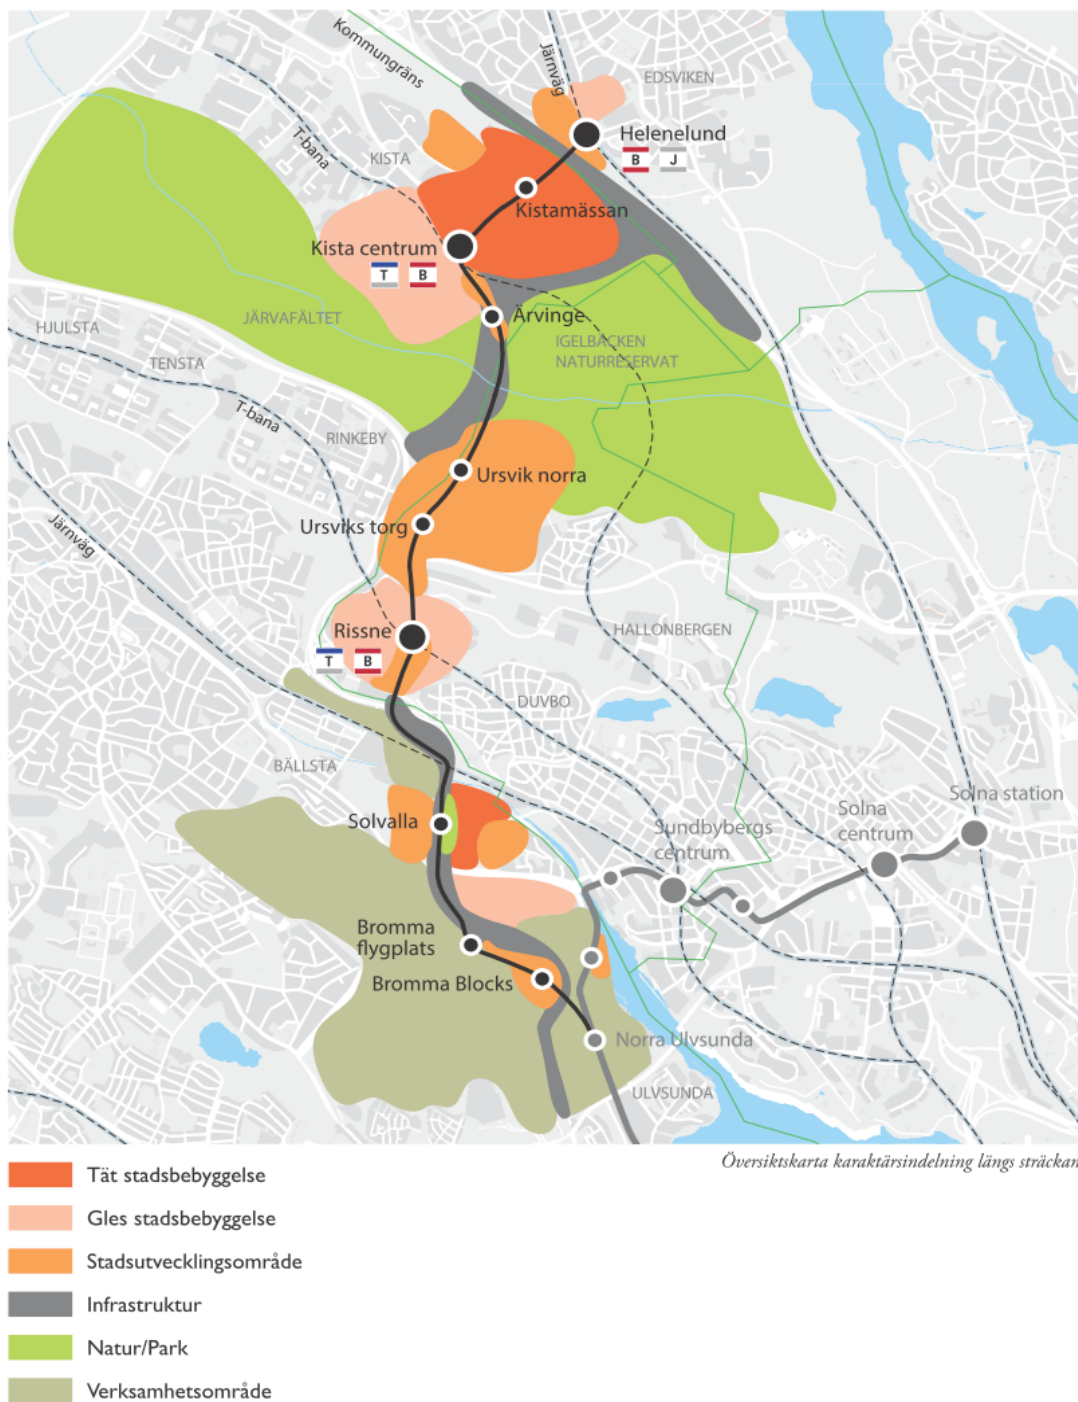 Kommungräns
Järnväg
EDSVIKEN
Helenelund
B J
T-bana
KISTA
Kistamässan
Kista centrum
T B
Ärvinge
JÄRVAFÄLTET
HJULSTA
IGELBÄCKEN
NATURRESERVAT
TENSTA
T-bana
RINKEBY
Ursvik norra
Ursviks torg
Järnväg
Rissne
T B
HALLONBERGEN
DUVBO
BÄLLSTA
Solvalla
Solna station
Solna
centrum
Sundbybergs
centrum
Bromma
flygplats
Bromma Blocks
Norra Ulvsunda
ULVSUNDA
Översiktskarta karaktärsindelning längs sträckan
Tät stadsbebyggelse
Gles stadsbebyggelse
Stadsutvecklingsområde
Infrastruktur
Natur/Park
Verksamhetsområde